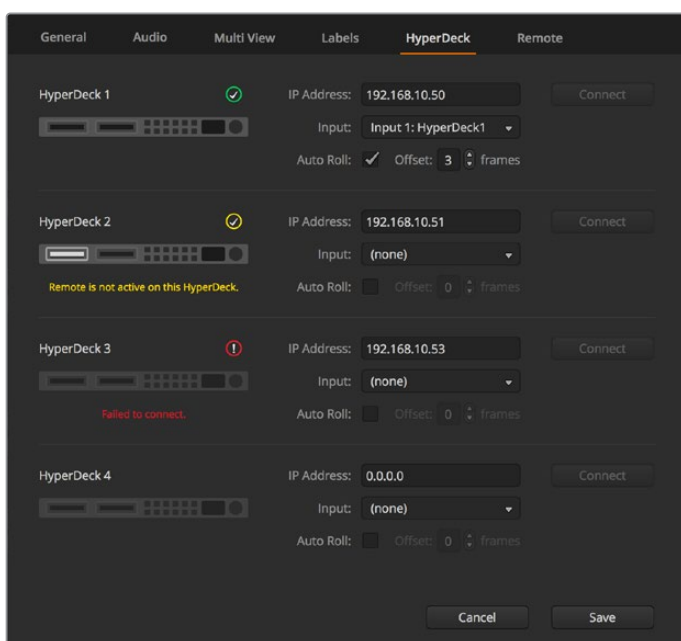 General Audio Multi View Labels HyperDeck Remote
HyperDeck 1 IP Address: 192.168.10.50 Connect
Input: Input 1: HyperDeck1
Auto Roll: Offset: 3 frames
HyperDeck 2 IP Address: 192.168.10.51 Connect
Input: (none)
Remote is not active on this HyperDeck. Auto Roll: Offset: 0 frames
HyperDeck 3 IP Address: 192.168.10.53 Connect
Input: (none)
Failed to connect. Auto Roll: Offset: 0 frames
HyperDeck 4 IP Address: 0.0.0.0 Connect
Input: (none)
Auto Roll: Offset: 0 frames
Cancel Save